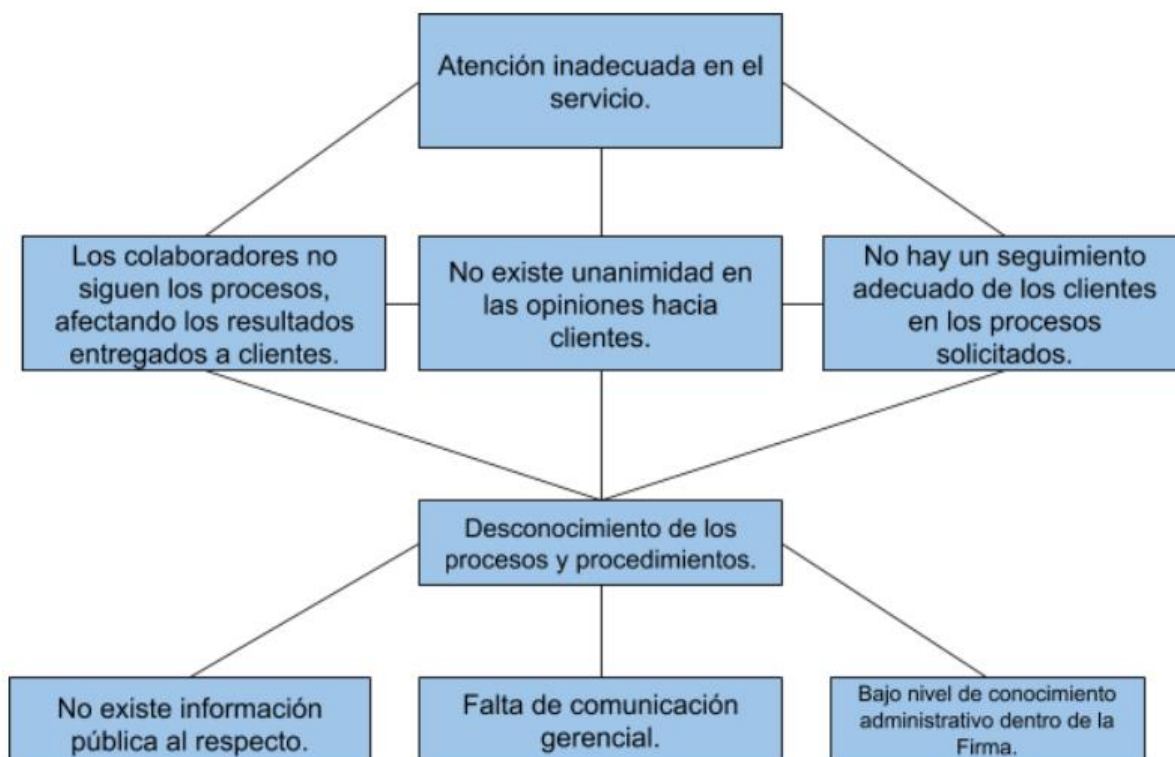 Atención inadecuada en el
servicio.
Los colaboradores no
siguen los procesos,
afectando los resultados
entregados a clientes.
No existe unanimidad en
las opiniones hacia
clientes.
No hay un seguimiento
adecuado de los clientes
en los procesos
solicitados.
Desconocimiento de los
procesos y procedimientos.
No existe información
pública al respecto.
Falta de comunicación
gerencial.
Bajo nivel de conocimiento
administrativo dentro de la
Firma.